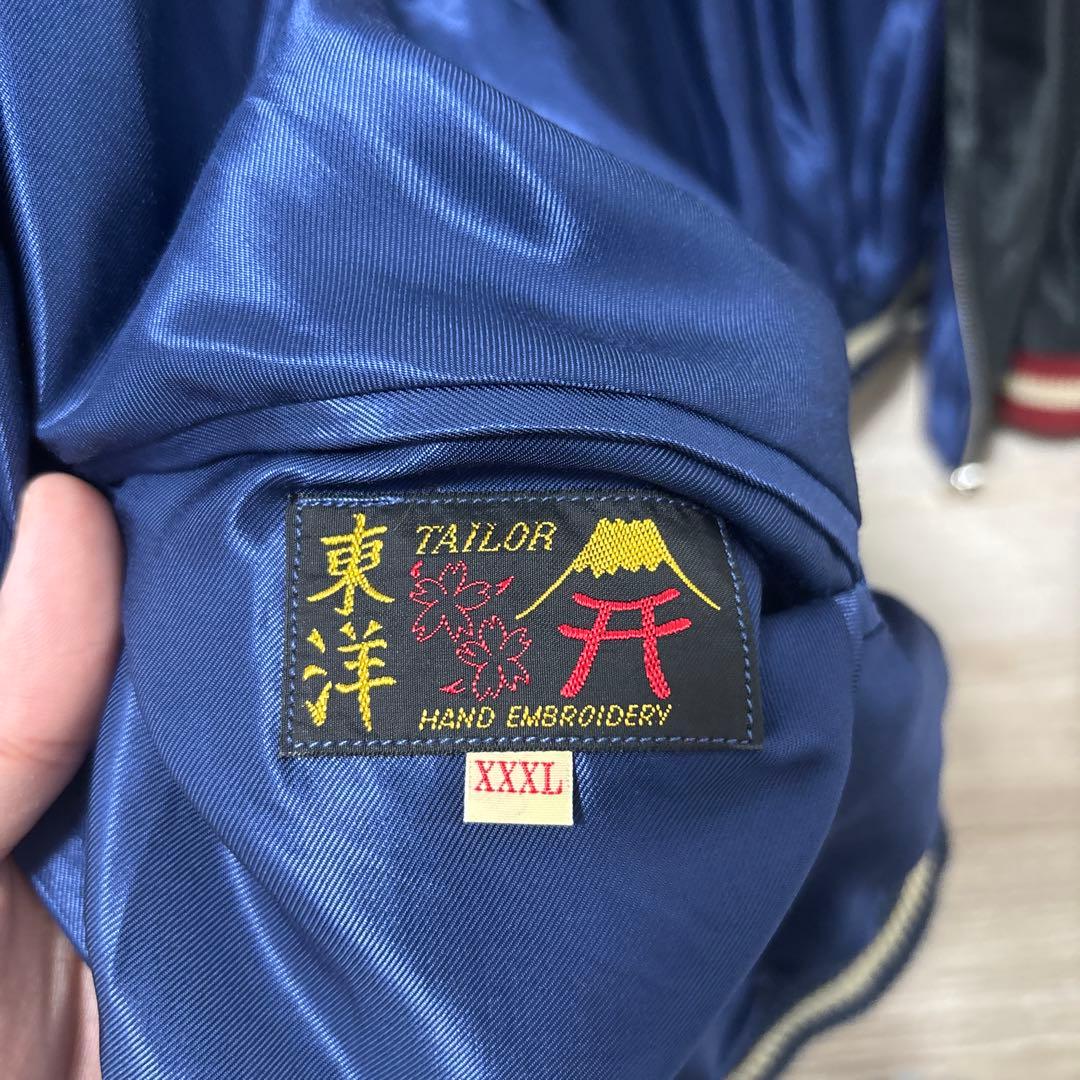 東洋
TAILOR
HAND EMBROIDERY
XXXL